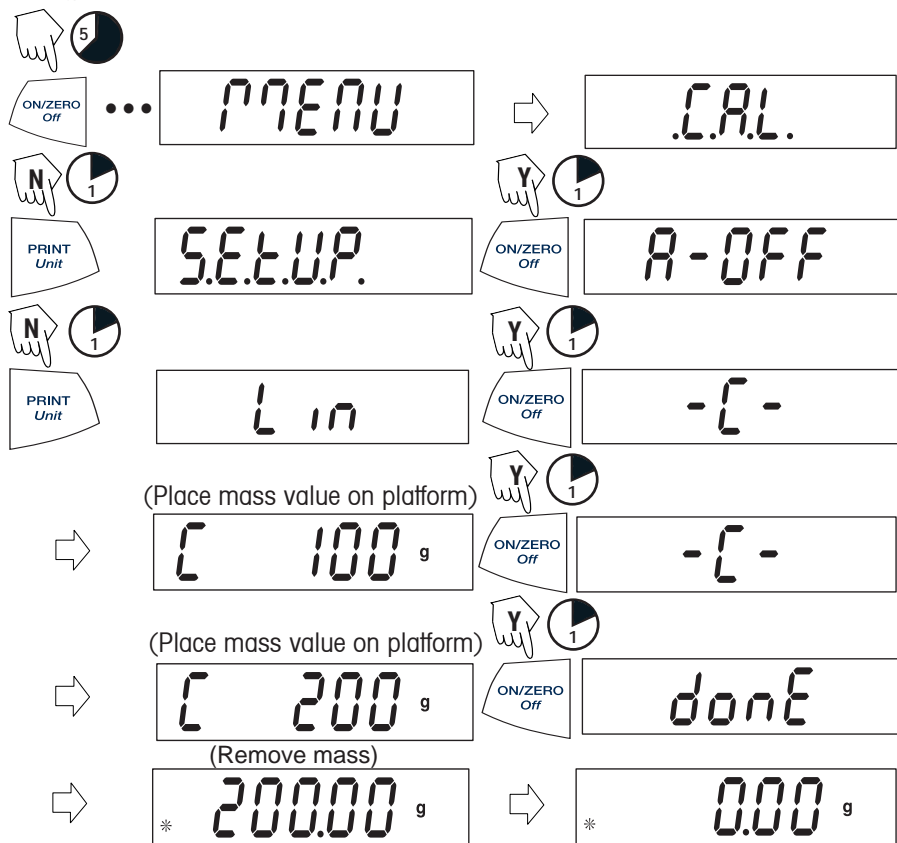 5
ON/ZERO
Off
MENU
.C.A.L.
N
1
Y
1
PRINT
Unit
S.E.t.U.P.
ON/ZERO
Off
A-OFF
N
1
Y
1
PRINT
Unit
Lin
ON/ZERO
Off
-C-
Y
1
(Place mass value on platform)
C 100 g
ON/ZERO
Off
-C-
Y
1
(Place mass value on platform)
C 200 g
ON/ZERO
Off
donE
(Remove mass)
* 200.00 g
* 0.00 g